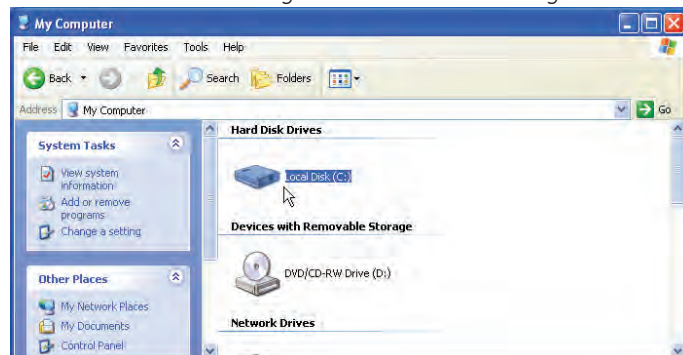 My Computer
File Edit View Favorites Tools Help
Back Search Folders
Address My Computer Go
System Tasks
View system
information
Add or remove
programs
Change a setting
Other Places
My Network Places
My Documents
Control Panel
Hard Disk Drives
Local Disk (C:)
Devices with Removable Storage
DVD/CD-RW Drive (D:)
Network Drives